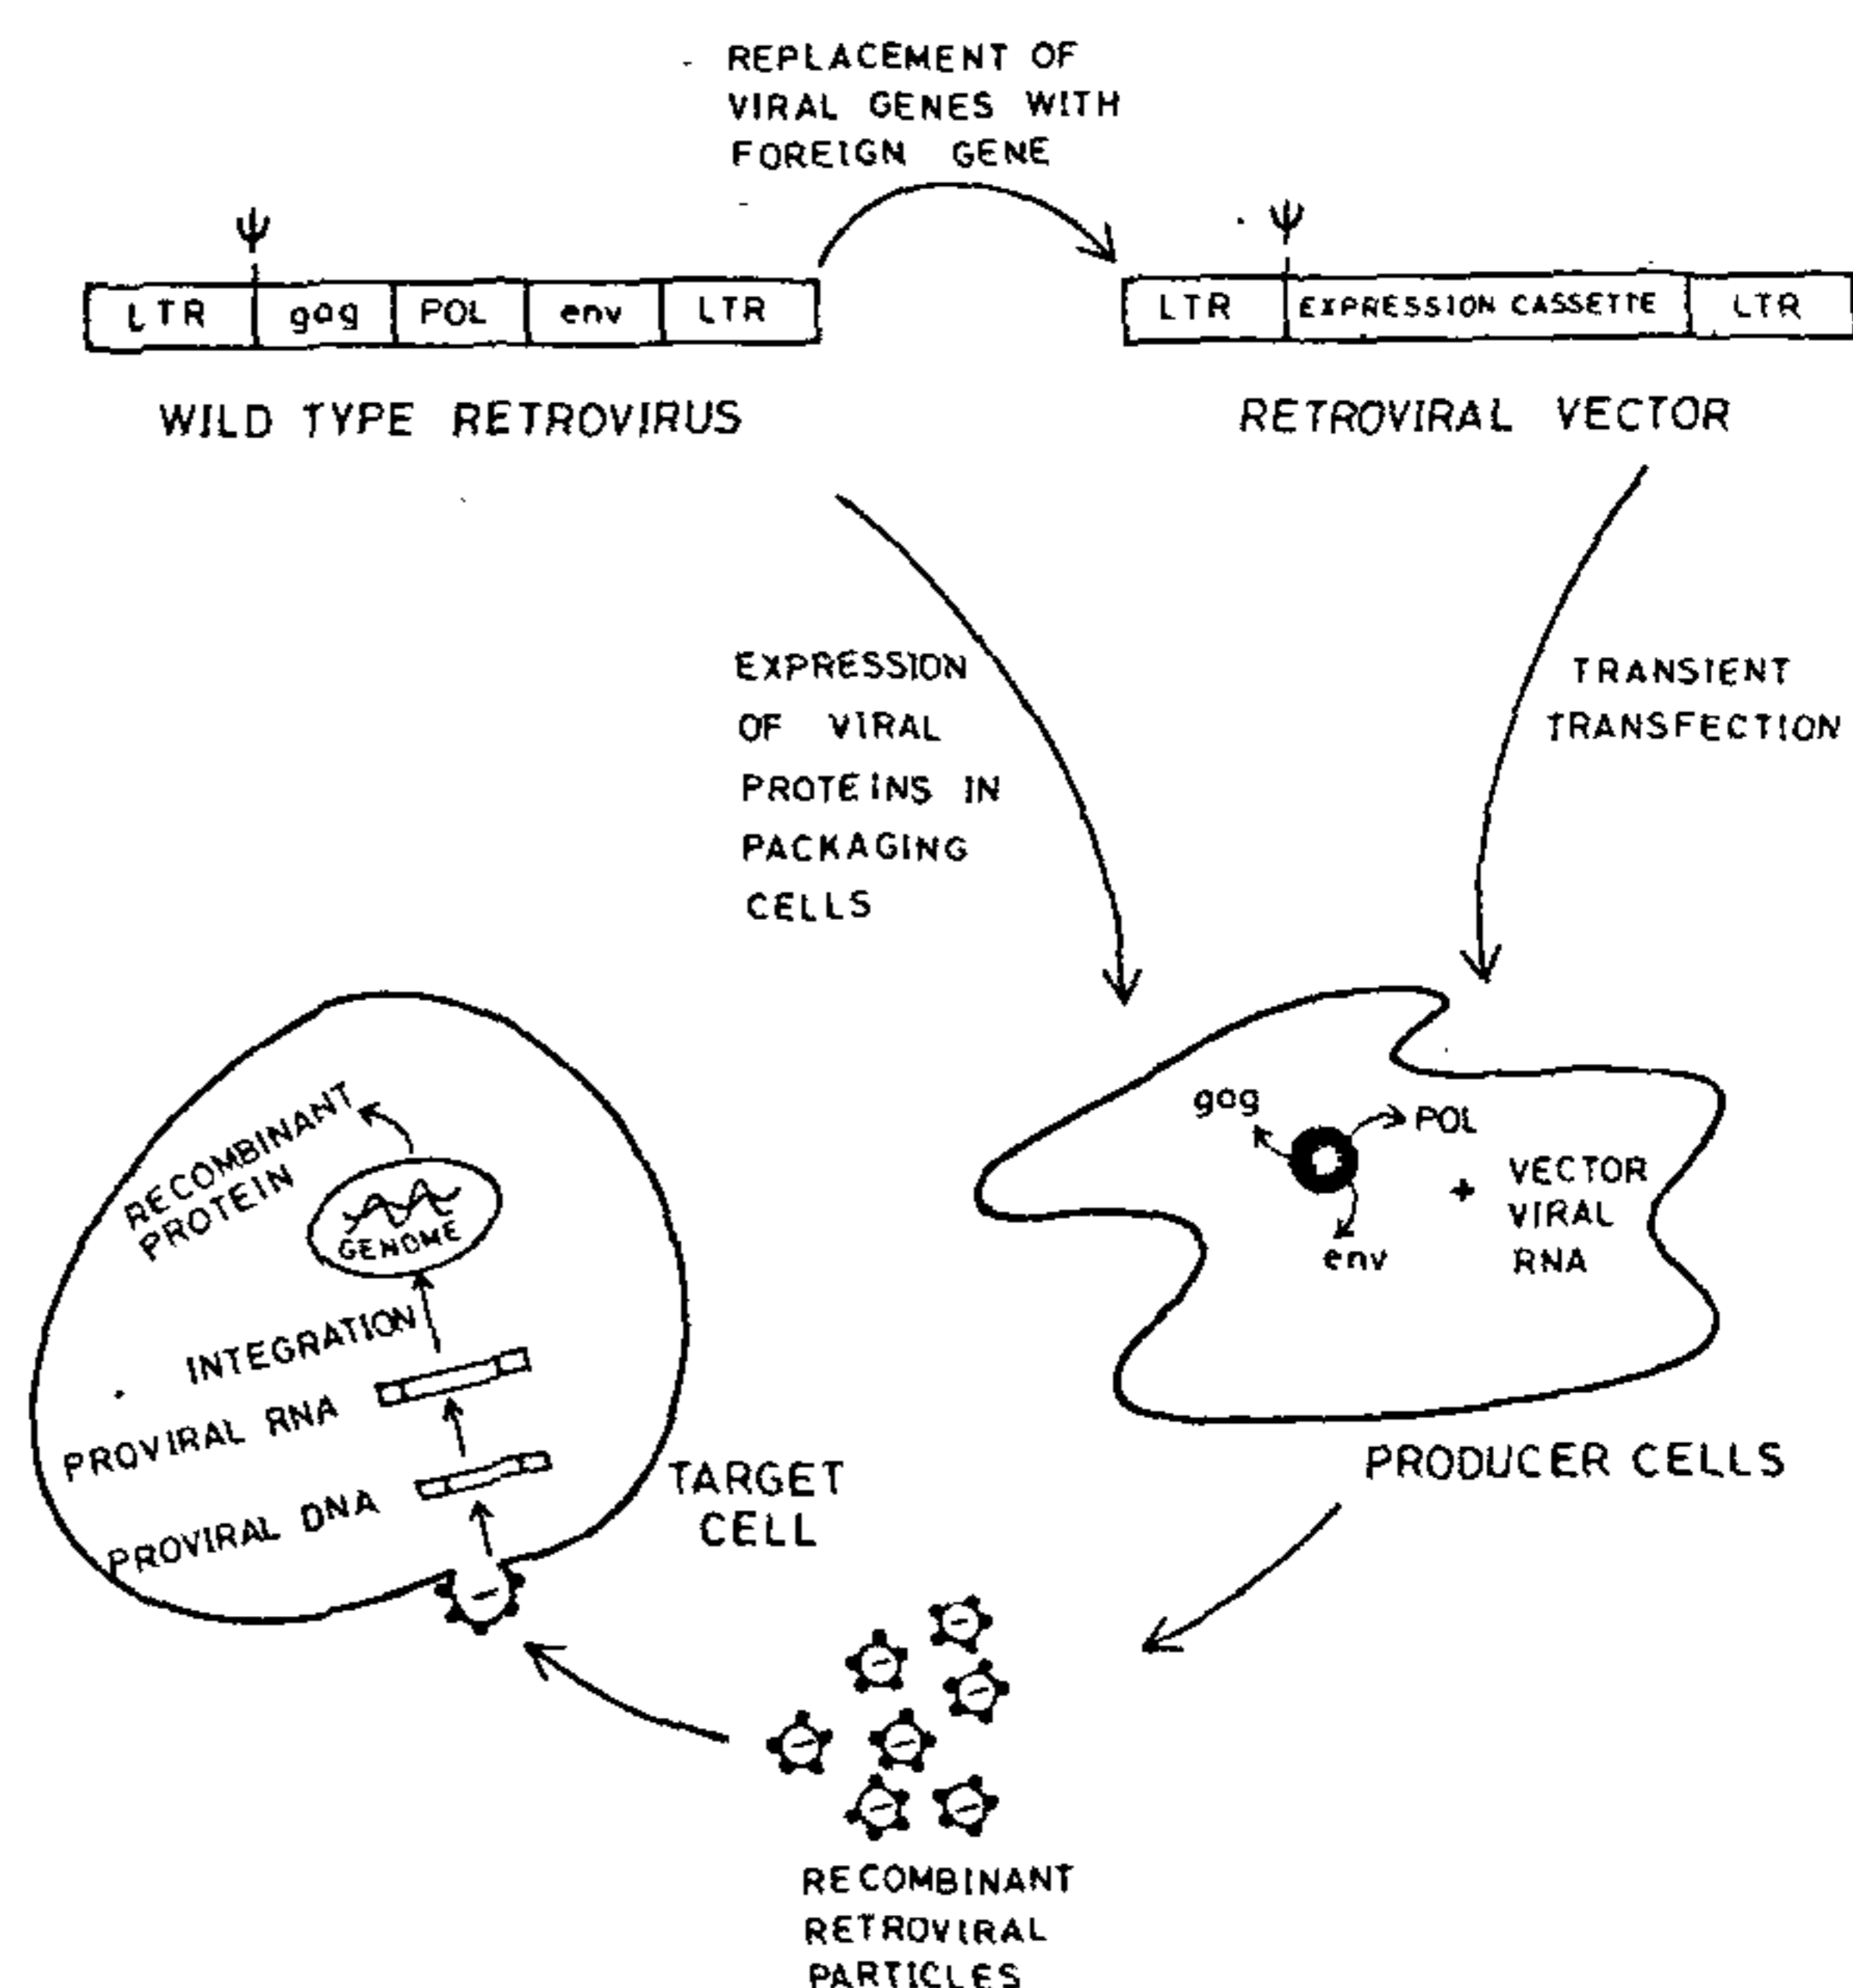 REPLACEMENT OF
VIRAL GENES WITH
FOREIGN GENE
Ψ
LTR gag POL env LTR
WILD TYPE RETROVIRUS
Ψ
LTR EXPRESSION CASSETTE LTR
RETROVIRAL VECTOR
EXPRESSION
OF VIRAL
PROTEINS IN
PACKAGING
CELLS
TRANSIENT
TRANSFECTION
RECOMBINANT
PROTEIN
GENOME
INTEGRATION
PROVIRAL RNA
PROVIRAL DNA
TARGET
CELL
gag
POL
env
+
VECTOR
VIRAL
RNA
PRODUCER CELLS
RECOMBINANT
RETROVIRAL
PARTICLES